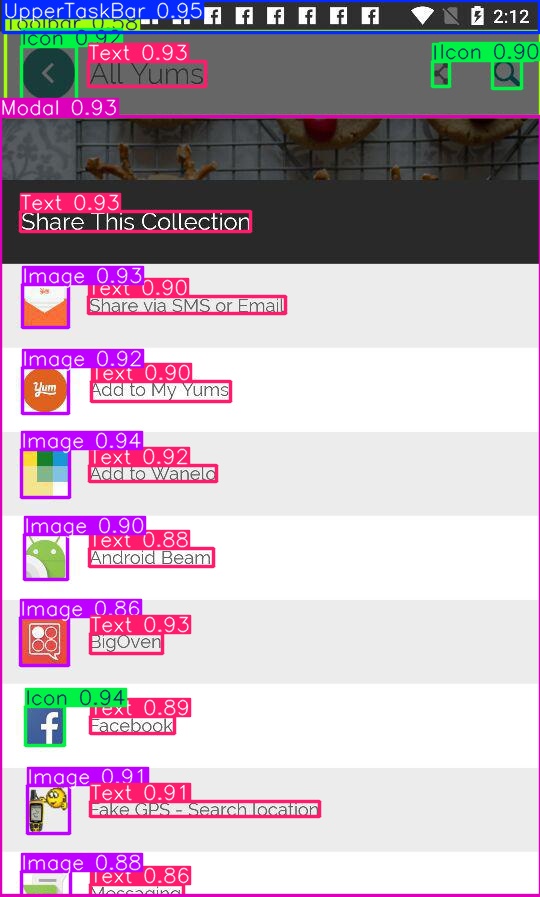 UpperTaskBar 0.95
2:12
Toolbar 0.58
Icon 0.92
Text 0.93
Icon 0.90
All Yums
Modal 0.93
Text 0.93
Share This Collection
Image 0.93
Text 0.90
Share via SMS or Email
Image 0.92
Text 0.90
Yum
Add to My Yums
Image 0.94
Text 0.92
Add to Wanelo
Image 0.90
Text 0.88
Android Beam
Image 0.86
Text 0.93
BigOven
Icon 0.94
Text 0.89
Facebook
Image 0.91
Text 0.91
Fake GPS - Search location
Image 0.88
Text 0.86
Messaging